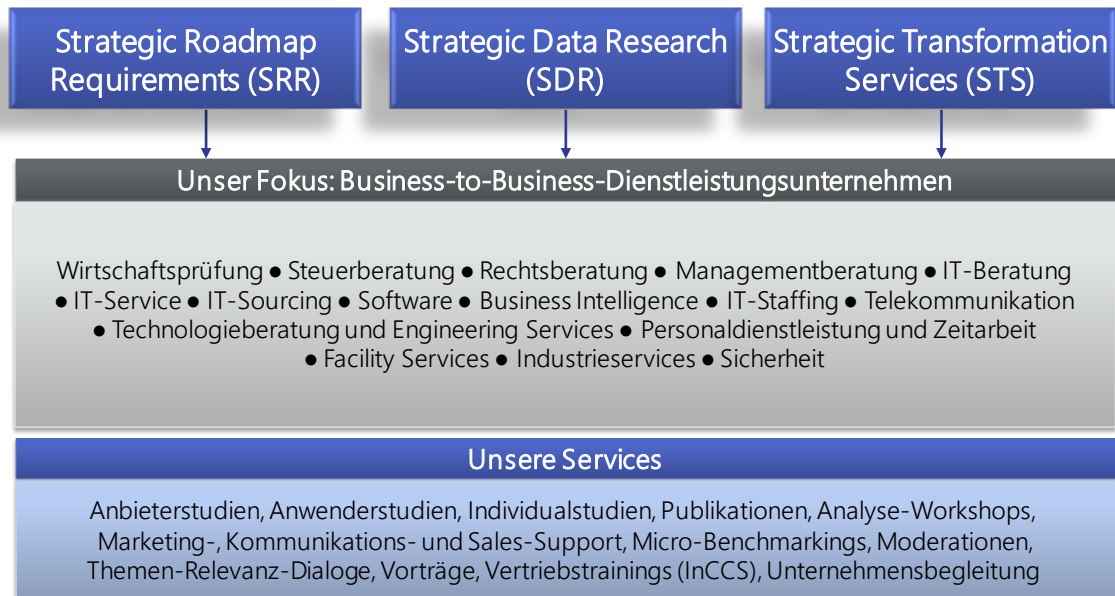 Strategic Roadmap
Requirements (SRR)
Strategic Data Research
(SDR)
Strategic Transformation
Services (STS)
Unser Fokus: Business-to-Business-Dienstleistungsunternehmen
Wirtschaftsprüfung ● Steuerberatung ● Rechtsberatung ● Managementberatung ● IT-Beratung
● IT-Service ● IT-Sourcing ● Software ● Business Intelligence ● IT-Staffing ● Telekommunikation
● Technologieberatung und Engineering Services ● Personaldienstleistung und Zeitarbeit
● Facility Services ● Industrieservices ● Sicherheit
Unsere Services
Anbieterstudien, Anwenderstudien, Individualstudien, Publikationen, Analyse-Workshops,
Marketing-, Kommunikations- und Sales-Support, Micro-Benchmarkings, Moderationen,
Themen-Relevanz-Dialoge, Vorträge, Vertriebstrainings (InCCS), Unternehmensbegleitung